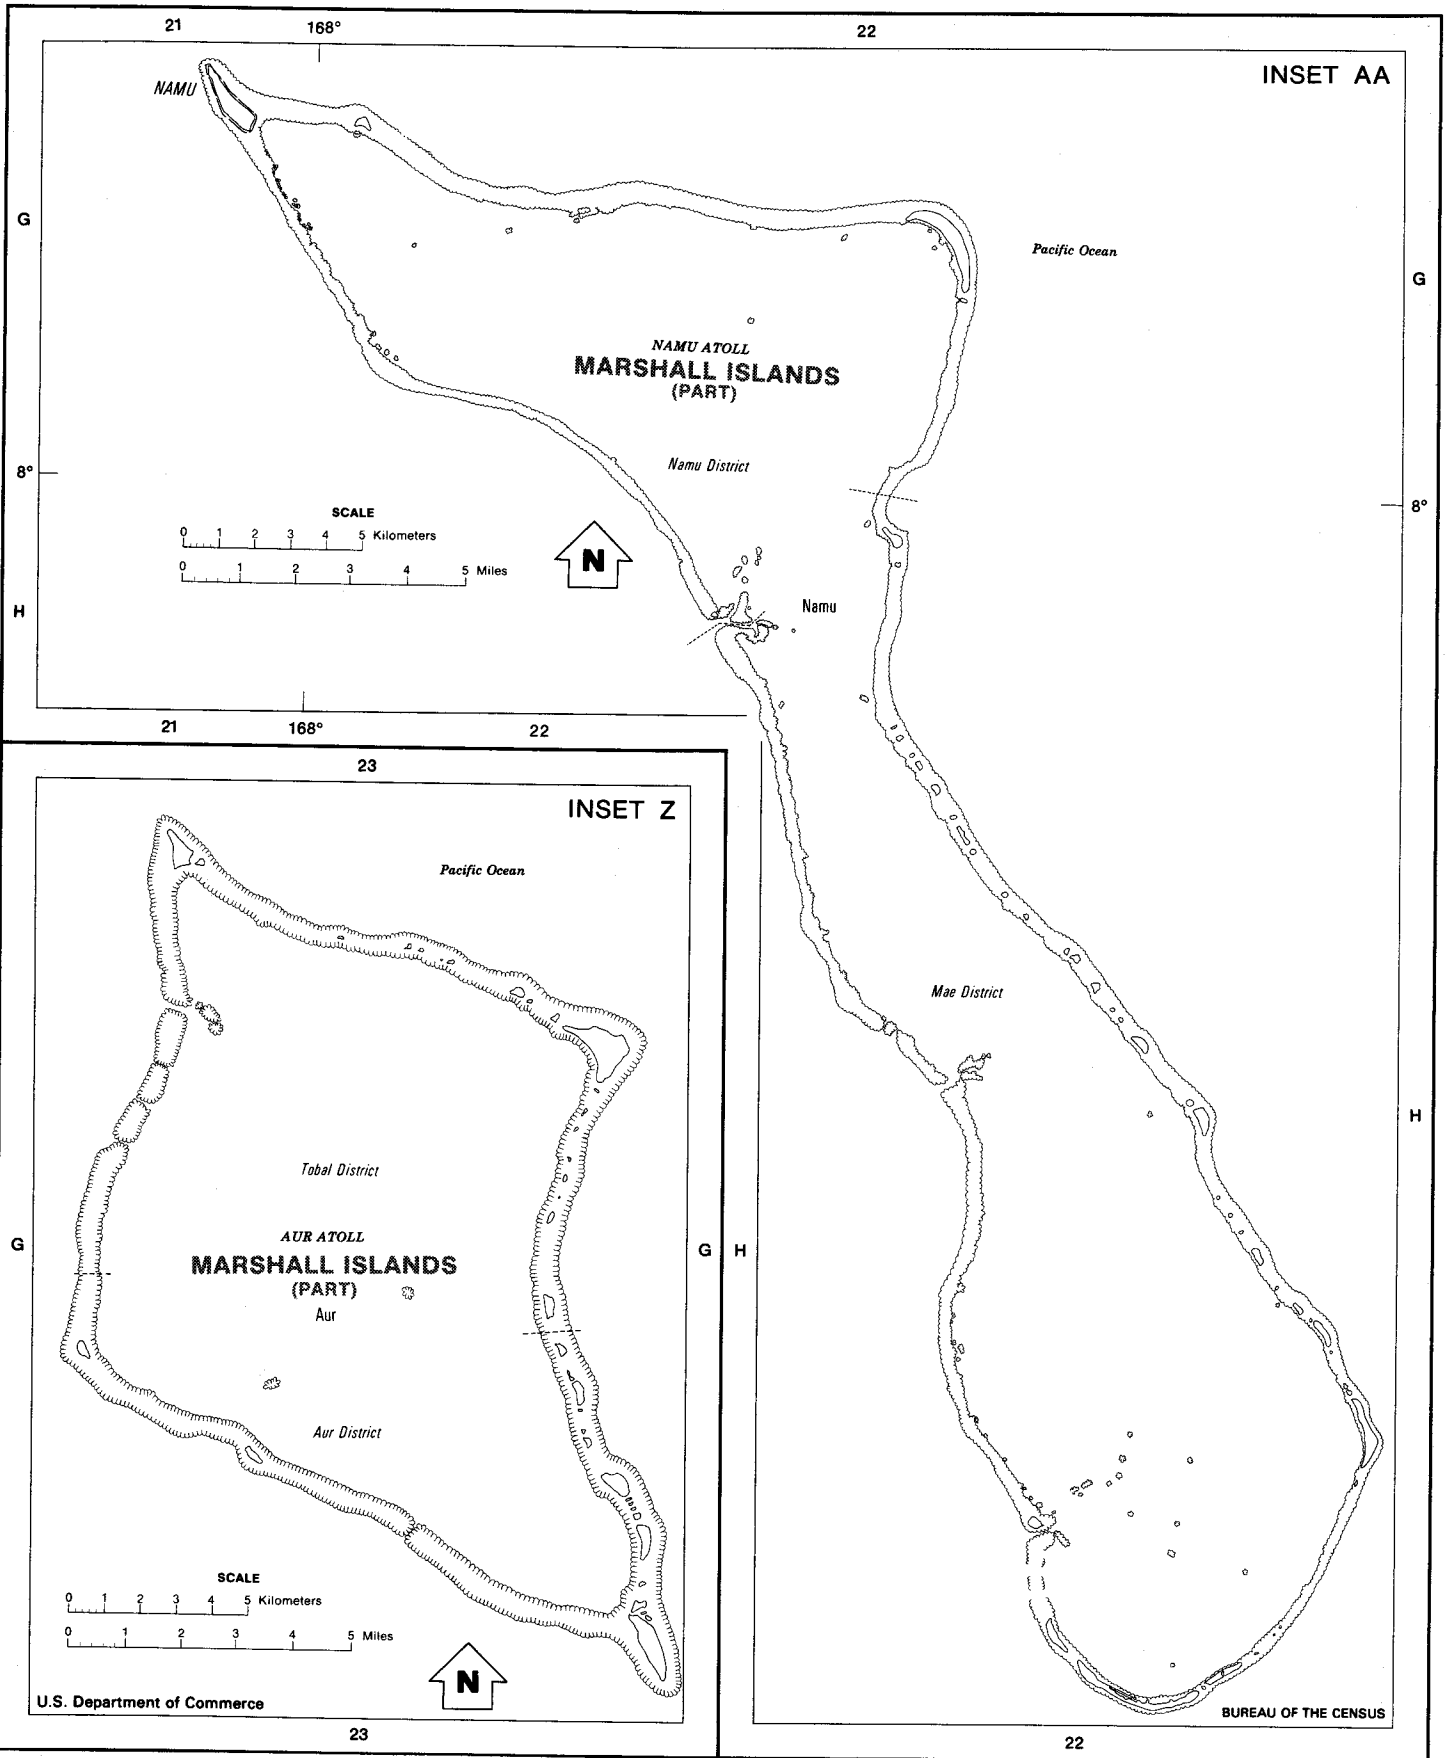 21 168° 22
INSET AA
NAMU
G
Pacific Ocean
G
NAMU ATOLL
MARSHALL ISLANDS
(PART)
Namu District
8°
8°
SCALE
0 1 2 3 4 5 Kilometers
0 1 2 3 4 5 Miles
N
H
Namu
21 168° 22
Mae District
H
H
22
BUREAU OF THE CENSUS
23
INSET Z
Pacific Ocean
Tobal District
G
G
AUR ATOLL
MARSHALL ISLANDS
(PART)
Aur
Aur District
SCALE
0 1 2 3 4 5 Kilometers
0 1 2 3 4 5 Miles
N
U.S. Department of Commerce
23